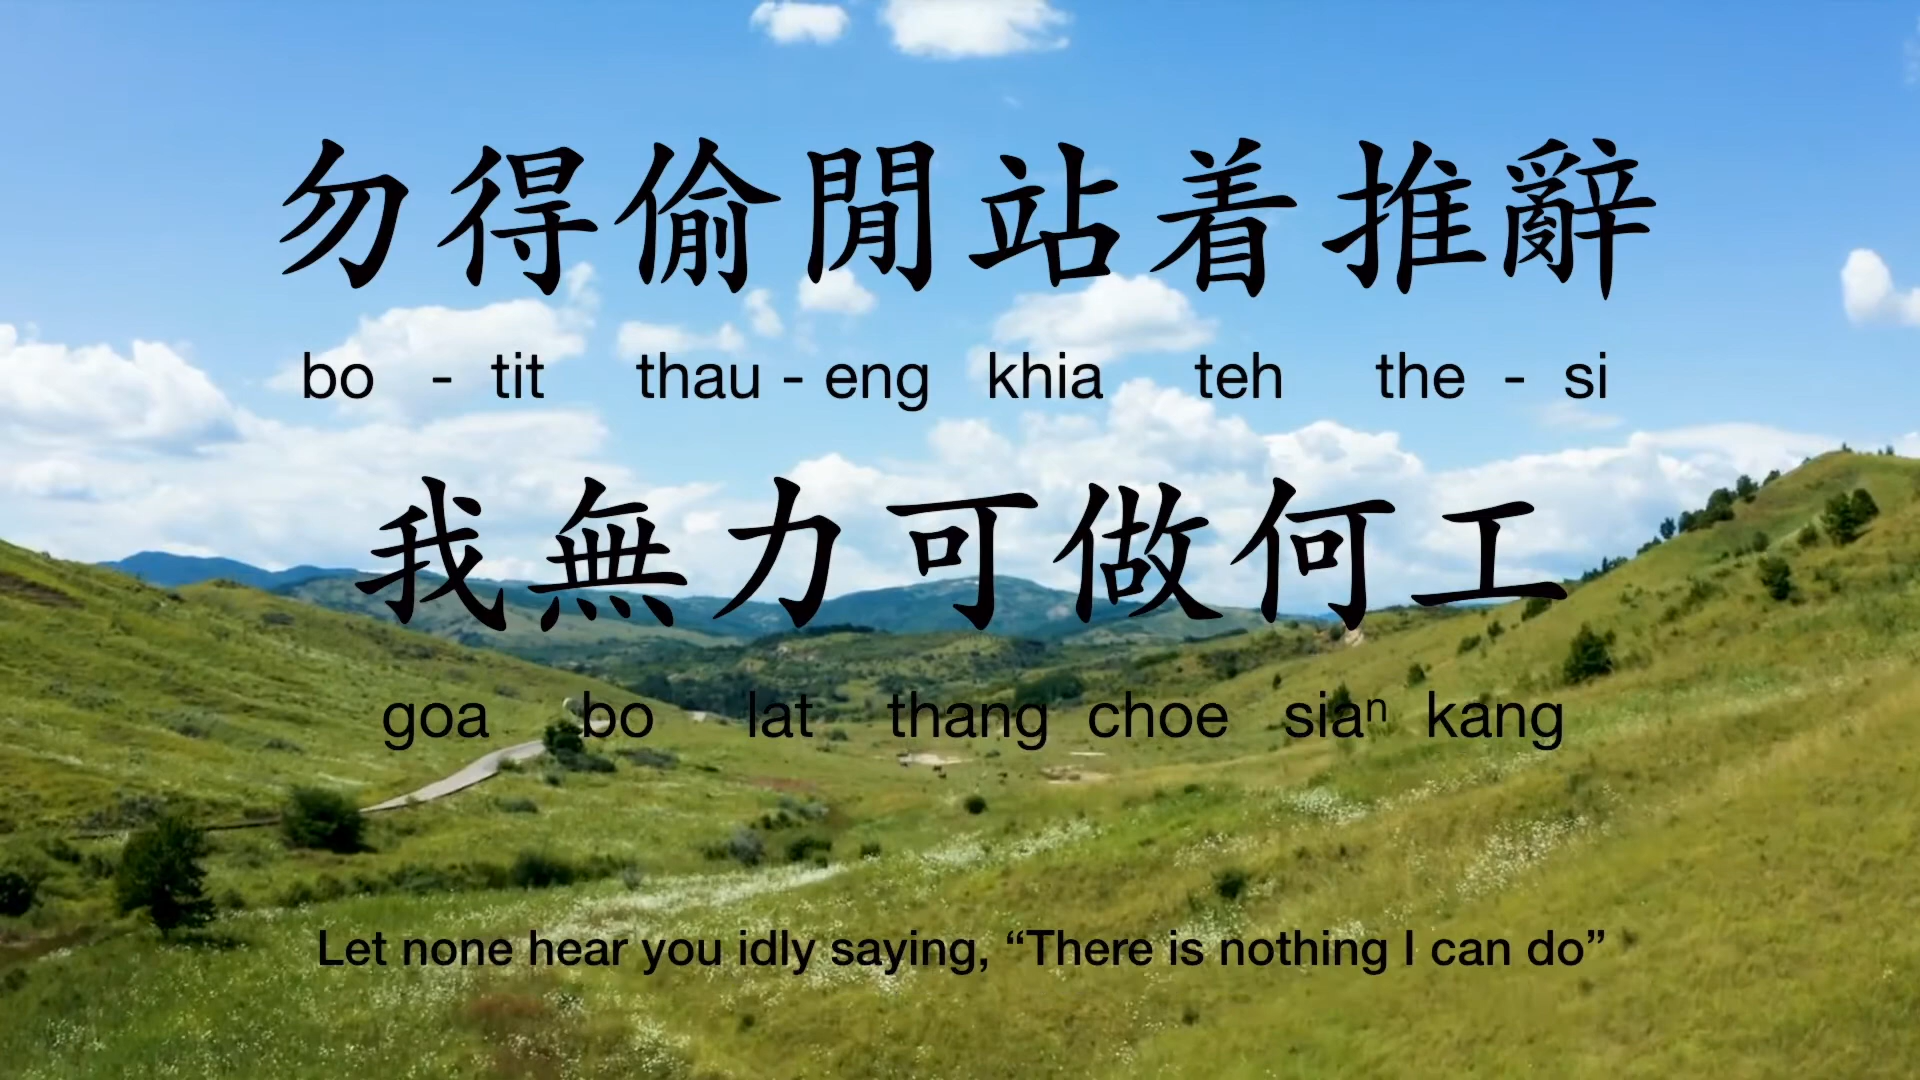 勿得偷閒站着推辭
bo - tit thau - eng khia teh the - si
我無力可做何工
goa bo lat thang choe siaⁿ kang
Let none hear you idly saying, “There is nothing I can do”